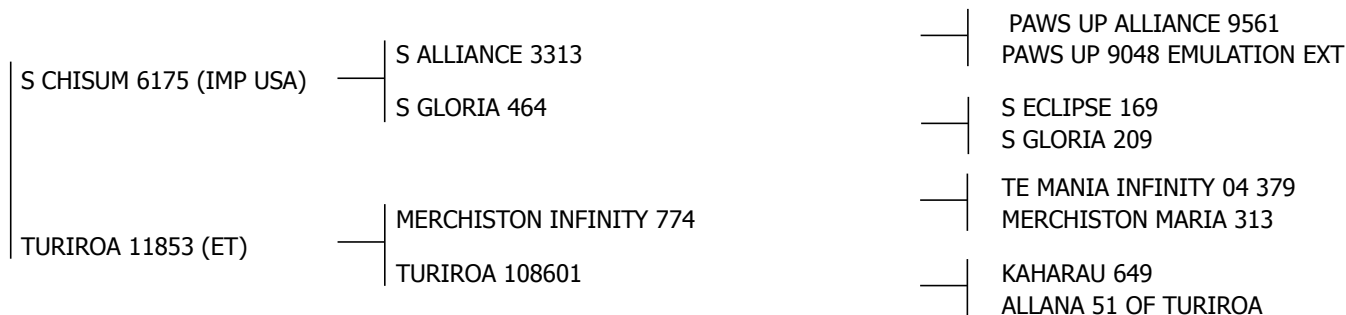 S CHISUM 6175 (IMP USA)
TURIROA 11853 (ET)
S ALLIANCE 3313
S GLORIA 464
MERCHISTON INFINITY 774
TURIROA 108601
PAWS UP ALLIANCE 9561
PAWS UP 9048 EMULATION EXT
S ECLIPSE 169
S GLORIA 209
TE MANIA INFINITY 04 379
MERCHISTON MARIA 313
KAHARAU 649
ALLANA 51 OF TURIROA